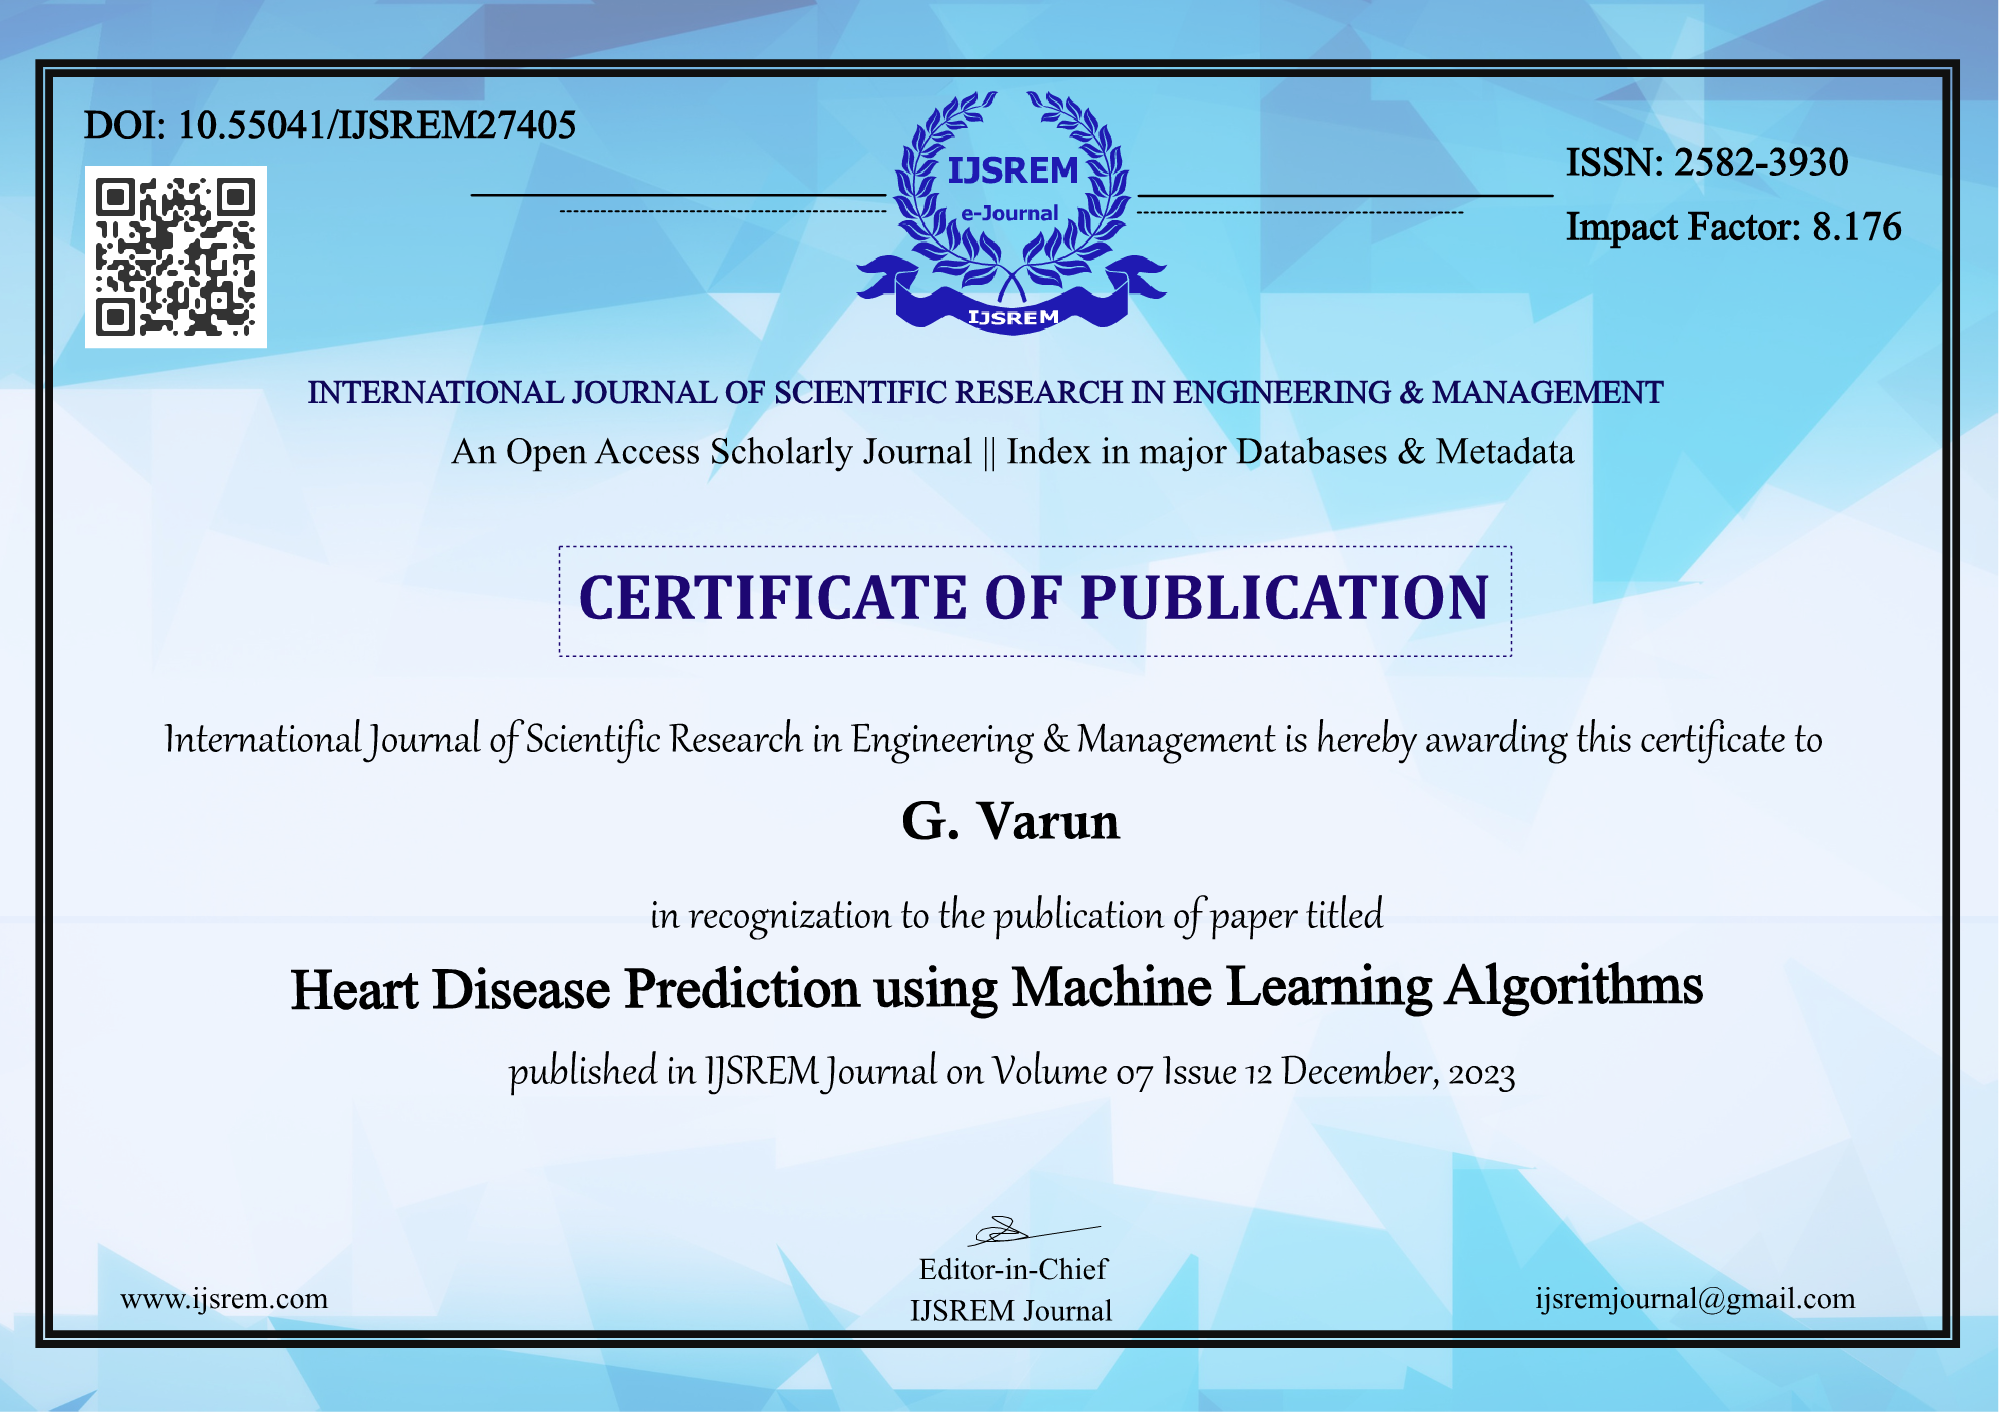 DOI: 10.55041/IJSREM27405
ISSN: 2582-3930
Impact Factor: 8.176
IJSREM
e-Journal
IJSREM
INTERNATIONAL JOURNAL OF SCIENTIFIC RESEARCH IN ENGINEERING & MANAGEMENT
An Open Access Scholarly Journal || Index in major Databases & Metadata
CERTIFICATE OF PUBLICATION
International Journal of Scientific Research in Engineering & Management is hereby awarding this certificate to
G. Varun
in recognization to the publication of paper titled
Heart Disease Prediction using Machine Learning Algorithms
published in IJSREM Journal on Volume 07 Issue 12 December, 2023
Editor-in-Chief
IJSREM Journal
www.ijsrem.com
ijsremjournal@gmail.com